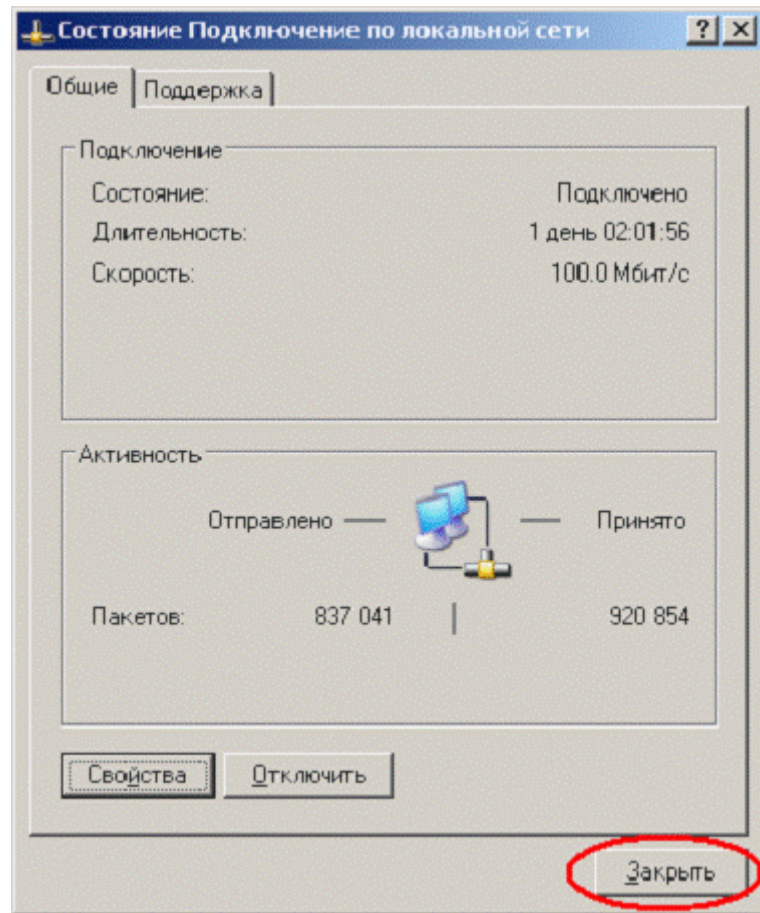 Состояние Подключение по локальной сети
Общие Поддержка
Подключение
Состояние: Подключено
Длительность: 1 день 02:01:56
Скорость: 100.0 Мбит/с
Активность
Отправлено — — Принято
Пакетов: 837 041 | 920 854
Свойства Отключить
Закрыть